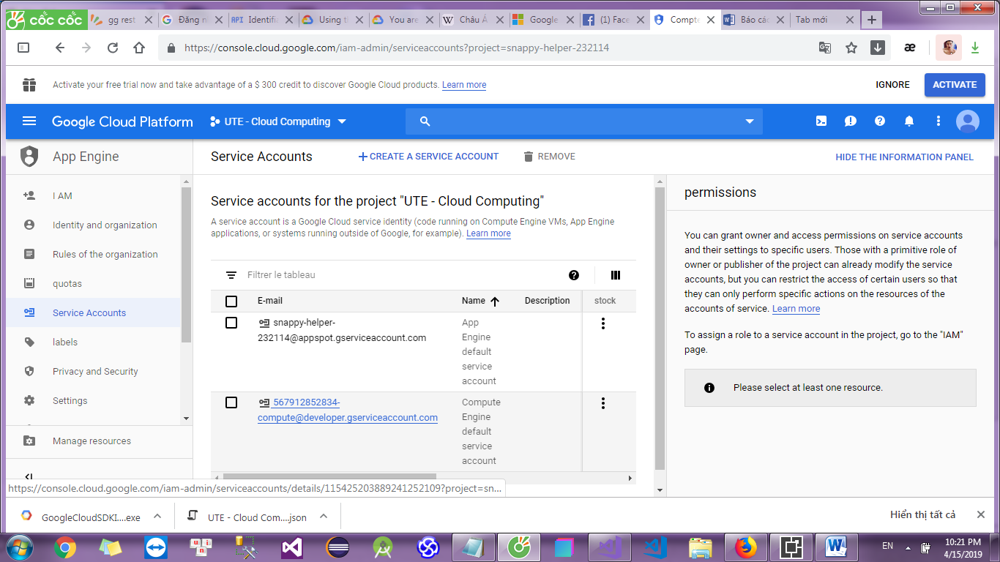 cốc cốc
gg rest
Đăng n
API Identifi
Using t
You are
W Châu Á
Google
(1) Face
Compte
Báo cáo
Tab mới
https://console.cloud.google.com/iam-admin/serviceaccounts?project=snappy-helper-232114
æ
Activate your free trial now and take advantage of a $ 300 credit to discover Google Cloud products. Learn more
IGNORE
ACTIVATE
Google Cloud Platform
UTE - Cloud Computing
App Engine
Service Accounts
CREATE A SERVICE ACCOUNT
REMOVE
HIDE THE INFORMATION PANEL
I AM
Identity and organization
Rules of the organization
quotas
Service Accounts
labels
Privacy and Security
Settings
Manage resources
Service accounts for the project "UTE - Cloud Computing"
A service account is a Google Cloud service identity (code running on Compute Engine VMs, App Engine
applications, or systems running outside of Google, for example). Learn more
Filtrer le tableau
E-mail
Name
Description
stock
snappy-helper-
232114@appspot.gserviceaccount.com
App
Engine
default
service
account
567912852834-
compute@developer.gserviceaccount.com
Compute
Engine
default
service
account
permissions
You can grant owner and access permissions on service accounts
and their settings to specific users. Those with a primitive role of
owner or publisher of the project can already modify the service
accounts, but you can restrict the access of certain users so that
they can only perform specific actions on the resources of the
accounts of service. Learn more
To assign a role to a service account in the project, go to the "IAM"
page.
Please select at least one resource.
https://console.cloud.google.com/iam-admin/serviceaccounts/details/115425203889241252109?project=sn...
GoogleCloudSDKI....exe
UTE - Cloud Com....json
Hiển thị tất cả
EN
10:21 PM
4/15/2019